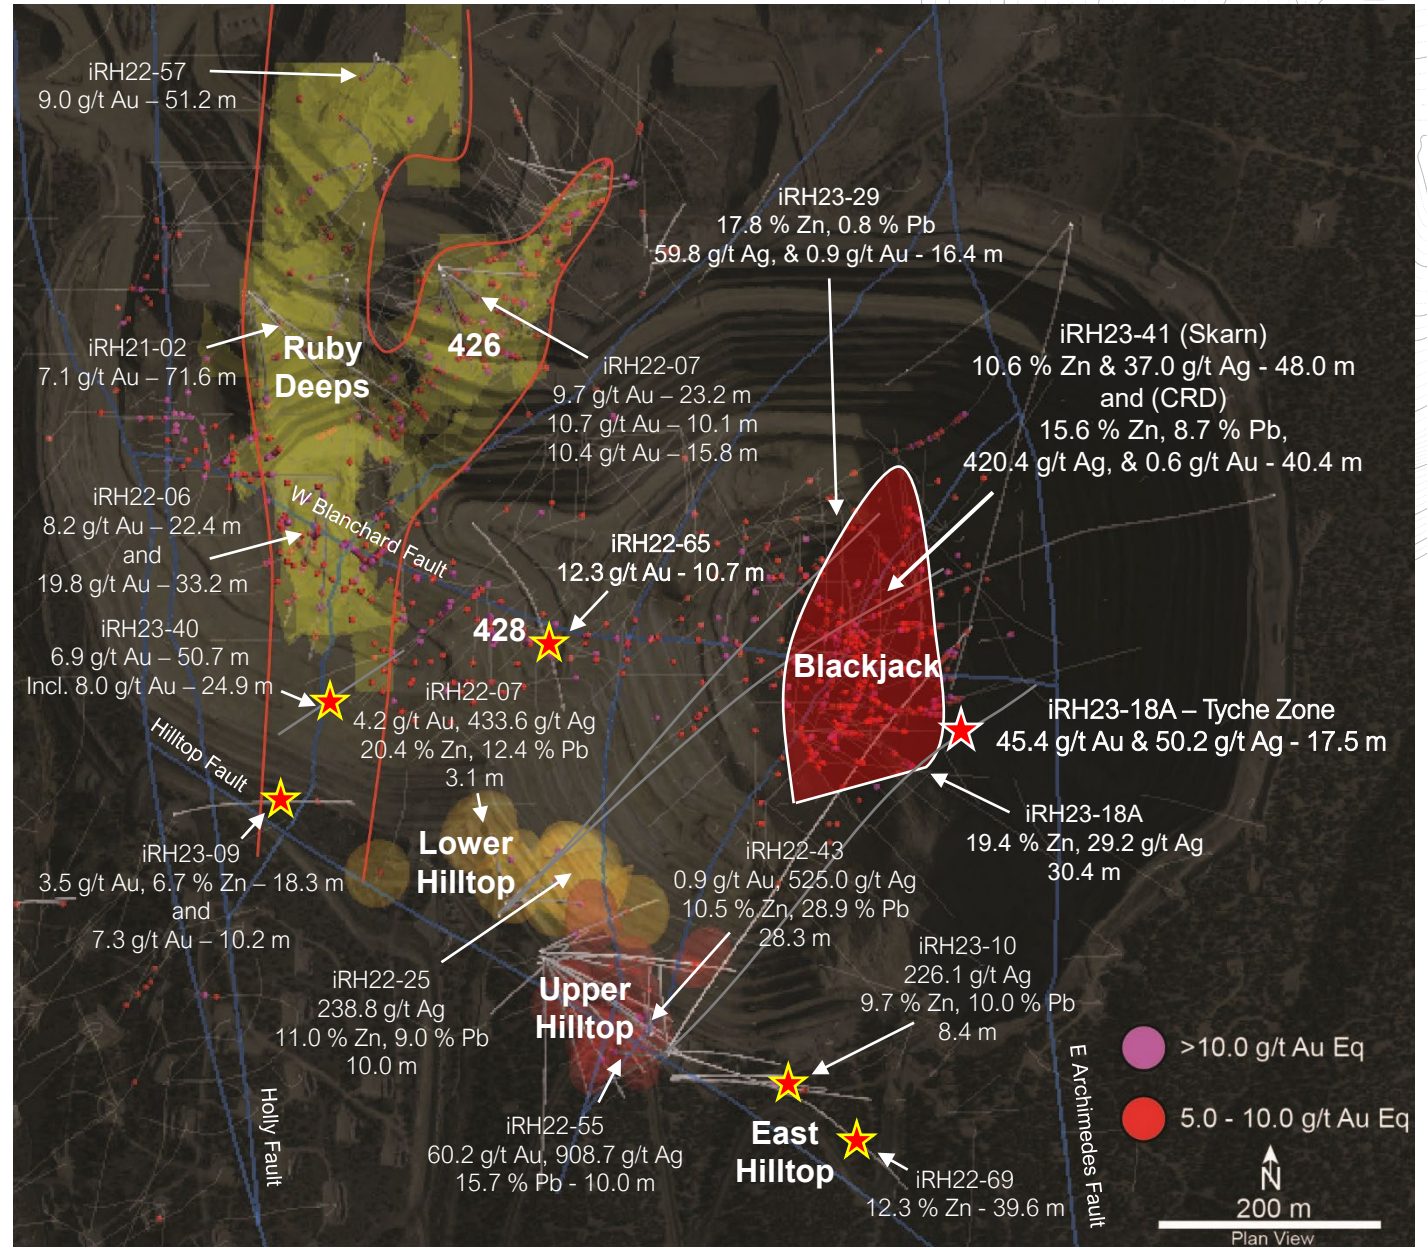 iRH22-57
9.0 g/t Au – 51.2 m
iRH23-29
17.8 % Zn, 0.8 % Pb
59.8 g/t Ag, & 0.9 g/t Au - 16.4 m
iRH21-02
7.1 g/t Au – 71.6 m
Ruby
Deeps
426
iRH22-07
9.7 g/t Au – 23.2 m
10.7 g/t Au – 10.1 m
10.4 g/t Au – 15.8 m
iRH23-41 (Skarn)
10.6 % Zn & 37.0 g/t Ag - 48.0 m
and (CRD)
15.6 % Zn, 8.7 % Pb,
420.4 g/t Ag, & 0.6 g/t Au - 40.4 m
iRH22-06
8.2 g/t Au – 22.4 m
and
19.8 g/t Au – 33.2 m
W Blanchard Fault
iRH22-65
12.3 g/t Au - 10.7 m
428
iRH23-40
6.9 g/t Au – 50.7 m
Incl. 8.0 g/t Au – 24.9 m
Blackjack
iRH22-07
4.2 g/t Au, 433.6 g/t Ag
20.4 % Zn, 12.4 % Pb
3.1 m
iRH23-18A – Tyche Zone
45.4 g/t Au & 50.2 g/t Ag - 17.5 m
Hilltop Fault
iRH23-18A
19.4 % Zn, 29.2 g/t Ag
30.4 m
Lower
Hilltop
iRH23-09
3.5 g/t Au, 6.7 % Zn – 18.3 m
and
7.3 g/t Au – 10.2 m
iRH22-43
0.9 g/t Au, 525.0 g/t Ag
10.5 % Zn, 28.9 % Pb
28.3 m
iRH22-25
238.8 g/t Ag
11.0 % Zn, 9.0 % Pb
10.0 m
Upper
Hilltop
iRH23-10
226.1 g/t Ag
9.7 % Zn, 10.0 % Pb
8.4 m
>10.0 g/t Au Eq
5.0 - 10.0 g/t Au Eq
Holly Fault
E Archimedes Fault
iRH22-55
60.2 g/t Au, 908.7 g/t Ag
15.7 % Pb - 10.0 m
East
Hilltop
iRH22-69
12.3 % Zn - 39.6 m
N
200 m
Plan View